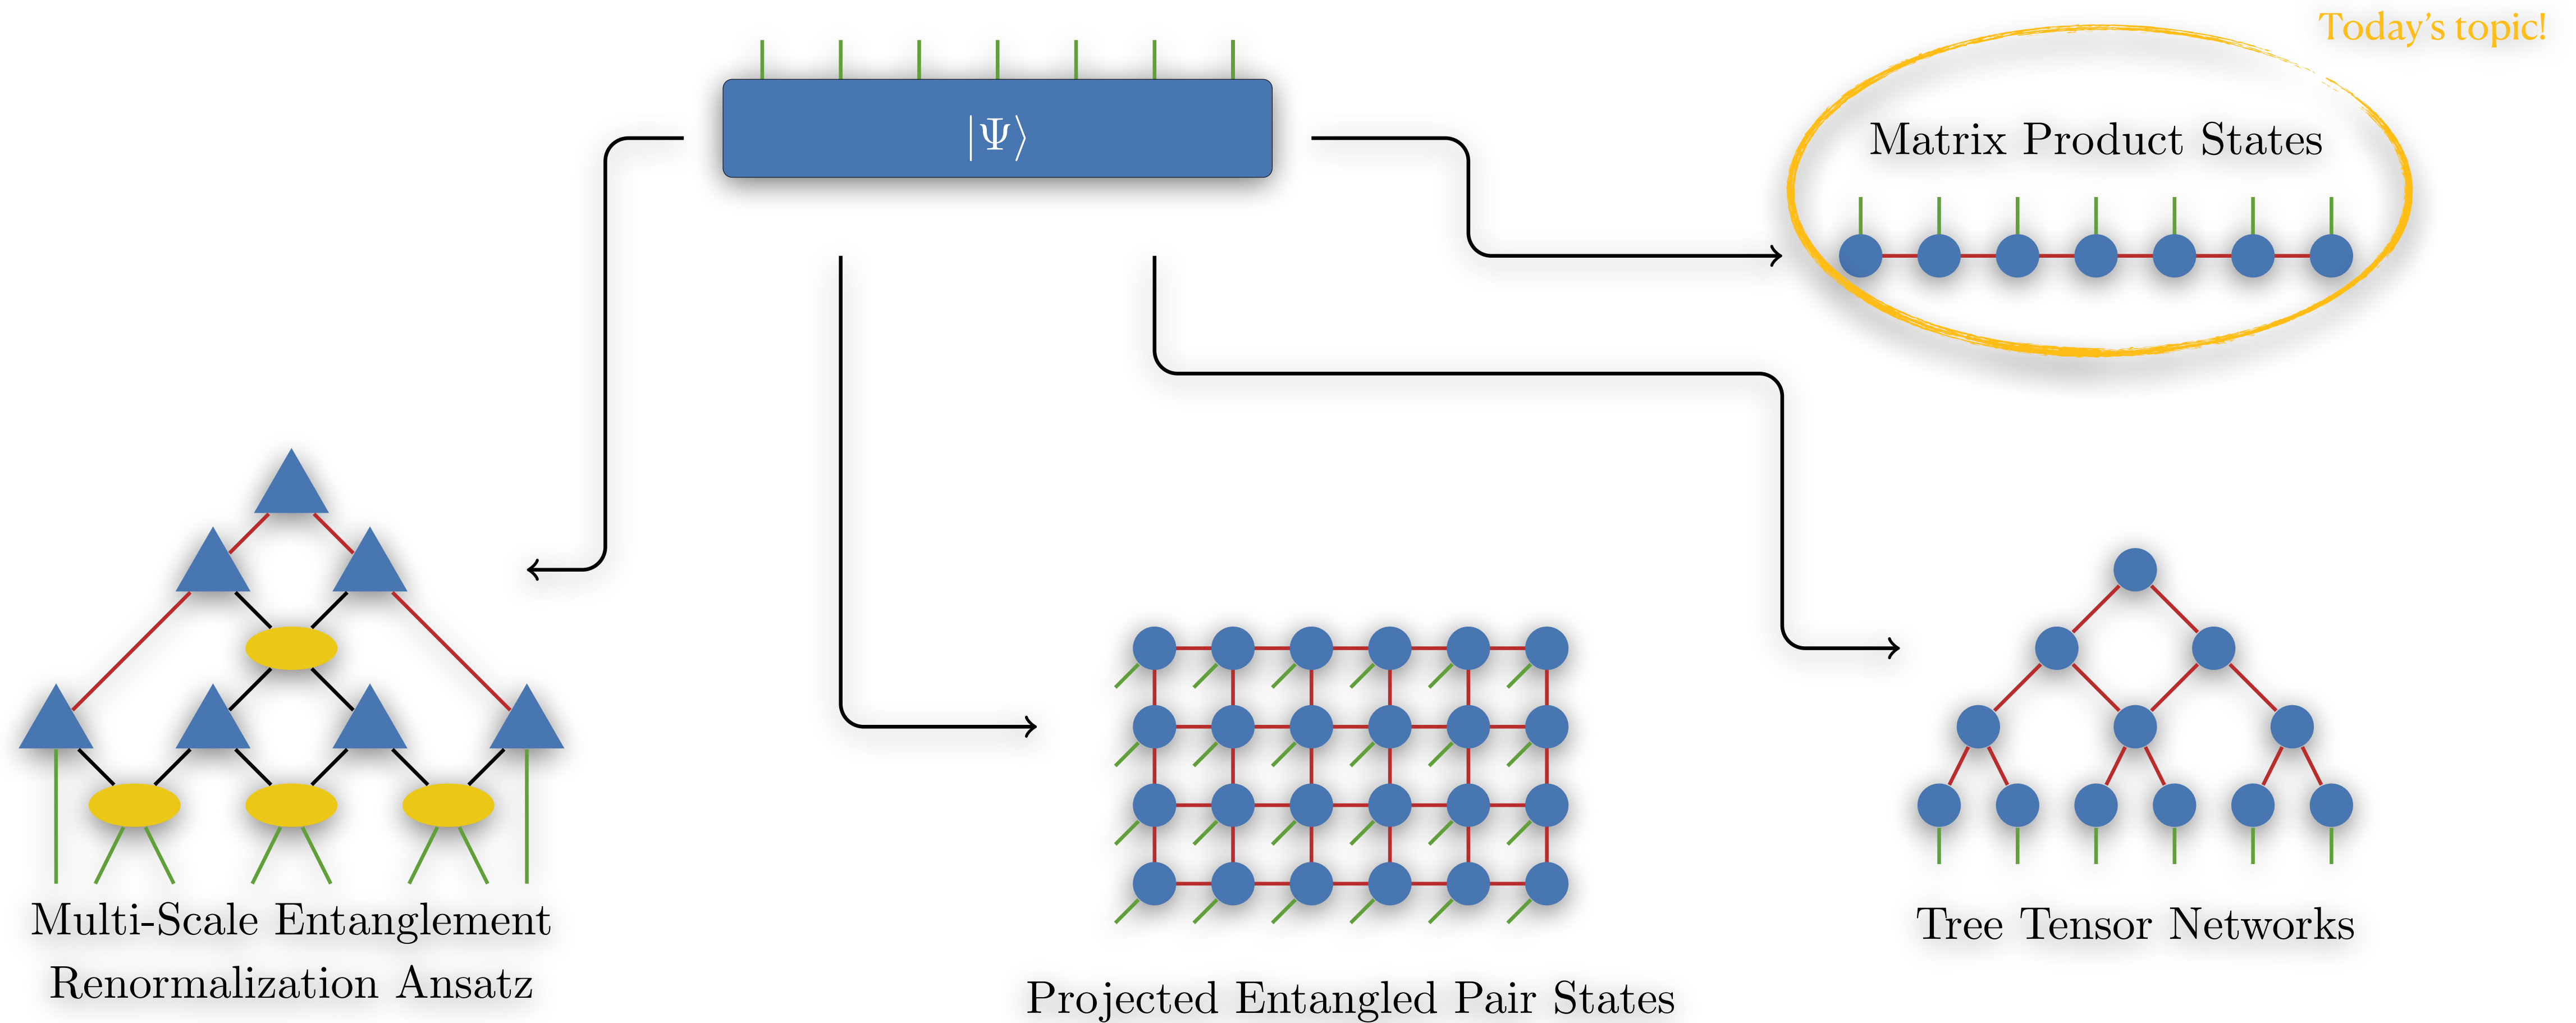 Today's topic!
|Ψ⟩
Matrix Product States
Multi-Scale Entanglement
Renormalization Ansatz
Projected Entangled Pair States
Tree Tensor Networks